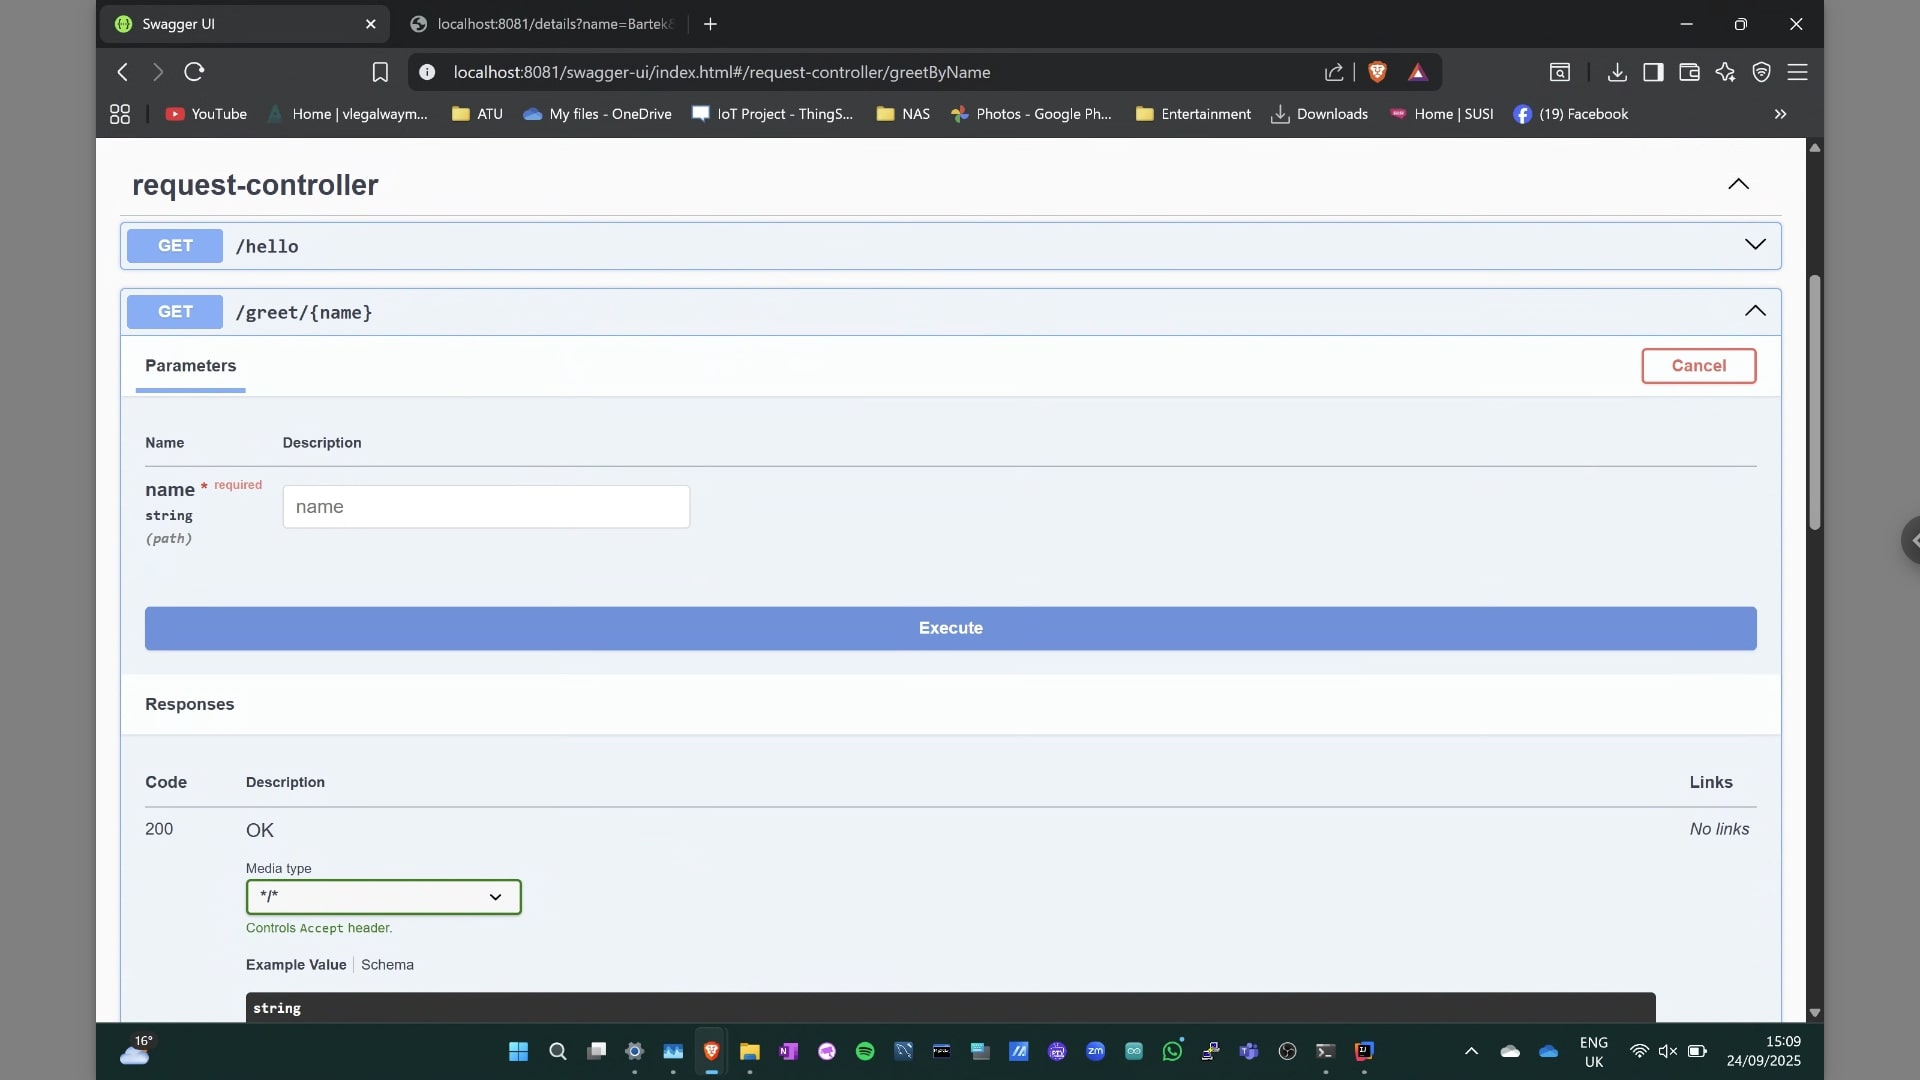 Swagger UI
localhost:8081/details?name=Bartek&
localhost:8081/swagger-ui/index.html#/request-controller/greetByName
YouTube
Home | vlegalwaym...
ATU
My files - OneDrive
IoT Project - ThingS...
NAS
Photos - Google Ph...
Entertainment
Downloads
Home | SUSI
(19) Facebook
request-controller
GET /hello
GET /greet/{name}
Parameters
Cancel
Name Description
name * required
string
(path)
name
Execute
Responses
Code Description Links
200 OK No links
Media type
*/*
Controls Accept header.
Example Value Schema
string
16°
ENG
UK
15:09
24/09/2025